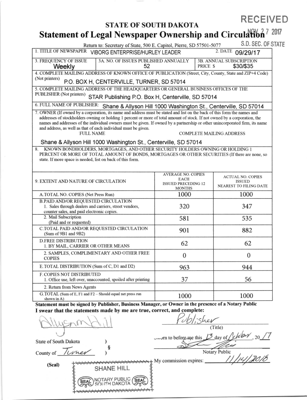 RECEIVED
STATE OF SOUTH DAKOTA
NOV 27 2017
Statement of Legal Newspaper Ownership and Circulation
Return to: Secretary of State, 500 E. Capitol, Pierre, SD 57501-5077
S.D. SEC. OF STATE
1. TITLE OF NEWSPAPER VIBORG ENTERPRISE/HURLEY LEADER
2. DATE 09/29/17
3. FREQUENCY OF ISSUE
Weekly
3A. NO. OF ISSUES PUBLISHED ANNUALLY
52
3B. ANNUAL SUBSCRIPTION
PRICE: $ $30/$35
4. COMPLETE MAILING ADDRESS OF KNOWN OFFICE OF PUBLICATION (Street, City, County, State and ZIP+4 Code)
(Not printers) P.O. BOX H, CENTERVILLE, TURNER, SD 57014
5. COMPLETE MAILING ADDRESS OF THE HEADQUARTERS OR GENERAL BUSINESS OFFICES OF THE
PUBLISHER (Not printer) STAR Publishing P.O. Box H, Centerville, SD 57014
6. FULL NAME OF PUBLISHER: Shane & Allyson Hill 1000 Washington St., Centerville, SD 57014
7. OWNER (If owned by a corporation, its name and address must be stated and list on the back of this form the names and
addresses of stockholders owning or holding 1 percent or more of total amount of stock. If not owned by a corporation, the
names and addresses of the individual owners must be given. If owned by a partnership or other unincorporated firm, its name
and address, as well as that of each individual must be given.
FULL NAME
COMPLETE MAILING ADDRESS
Shane & Allyson Hill 1000 Washington St., Centerville, SD 57014
8. KNOWN BONDHOLDERS, MORTGAGES, AND OTHER SECURITY HOLDERS OWNING OR HOLDING 1
PERCENT OR MORE OF TOTAL AMOUNT OF BONDS, MORTGAGES OR OTHER SECURITIES (If there are none, so
state. If more space is needed, list on back of this form.
9. EXTENT AND NATURE OF CIRCULATION
AVERAGE NO. COPIES
EACH
ISSUED PRECEDING 12
MONTHS
ACTUAL NO. COPIES
ISSUED
NEAREST TO FILING DATE
A. TOTAL NO. COPIES (Net Press Run)
1000
1000
B. PAID AND/OR REQUESTED CIRCULATION
1. Sales through dealers and carriers, street vendors,
counter sales, and paid electronic copies.
320
347
2. Mail Subscription
(Paid and or requested)
581
535
C. TOTAL PAID AND/OR REQUESTED CIRCULATION
(Sum of 9B1 and 9B2)
901
882
D. FREE DISTRIBUTION
1. BY MAIL, CARRIER OR OTHER MEANS
62
62
2. SAMPLES, COMPLIMENTARY AND OTHER FREE
COPIES
0
0
E. TOTAL DISTRIBUTION (Sum of C, D1 and D2)
963
944
F. COPIES NOT DISTRIBUTED
1. Office use, left over, unaccounted, spoiled after printing
37
56
2. Return from News Agents
G. TOTAL (Sum of E, F1 and F2 – Should equal net press run
shown in A)
1000
1000
Statement must be signed by Publisher, Business Manager, or Owner in the presence of a Notary Public
I swear that the statements made by me are true, correct, and complete:
Allyson Hill
Publisher
(Title)
State of South Dakota )
County of Turner )
(Seal)
SHANE HILL
NOTARY PUBLIC
SOUTH DAKOTA
Notary Public
My commission expires: